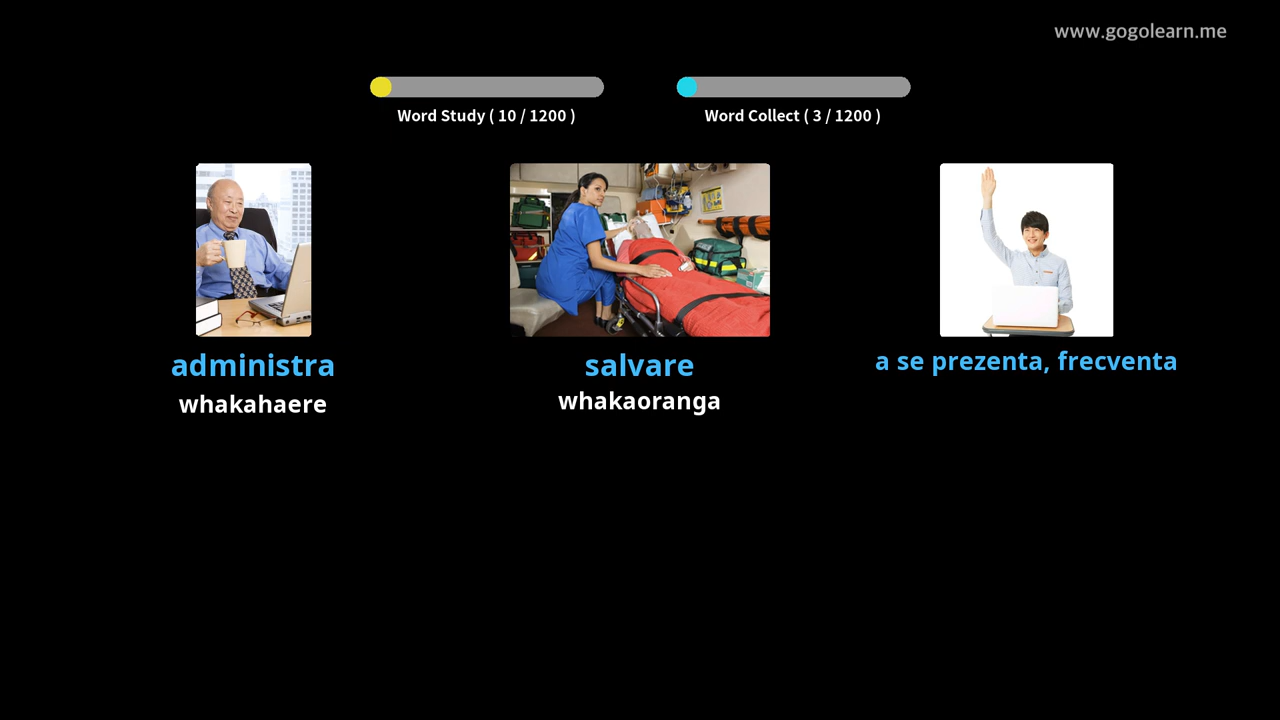 www.gogolearn.me
Word Study ( 10 / 1200 )
Word Collect ( 3 / 1200 )
administra
whakahaere
salvare
whakaoranga
a se prezenta, frecventa